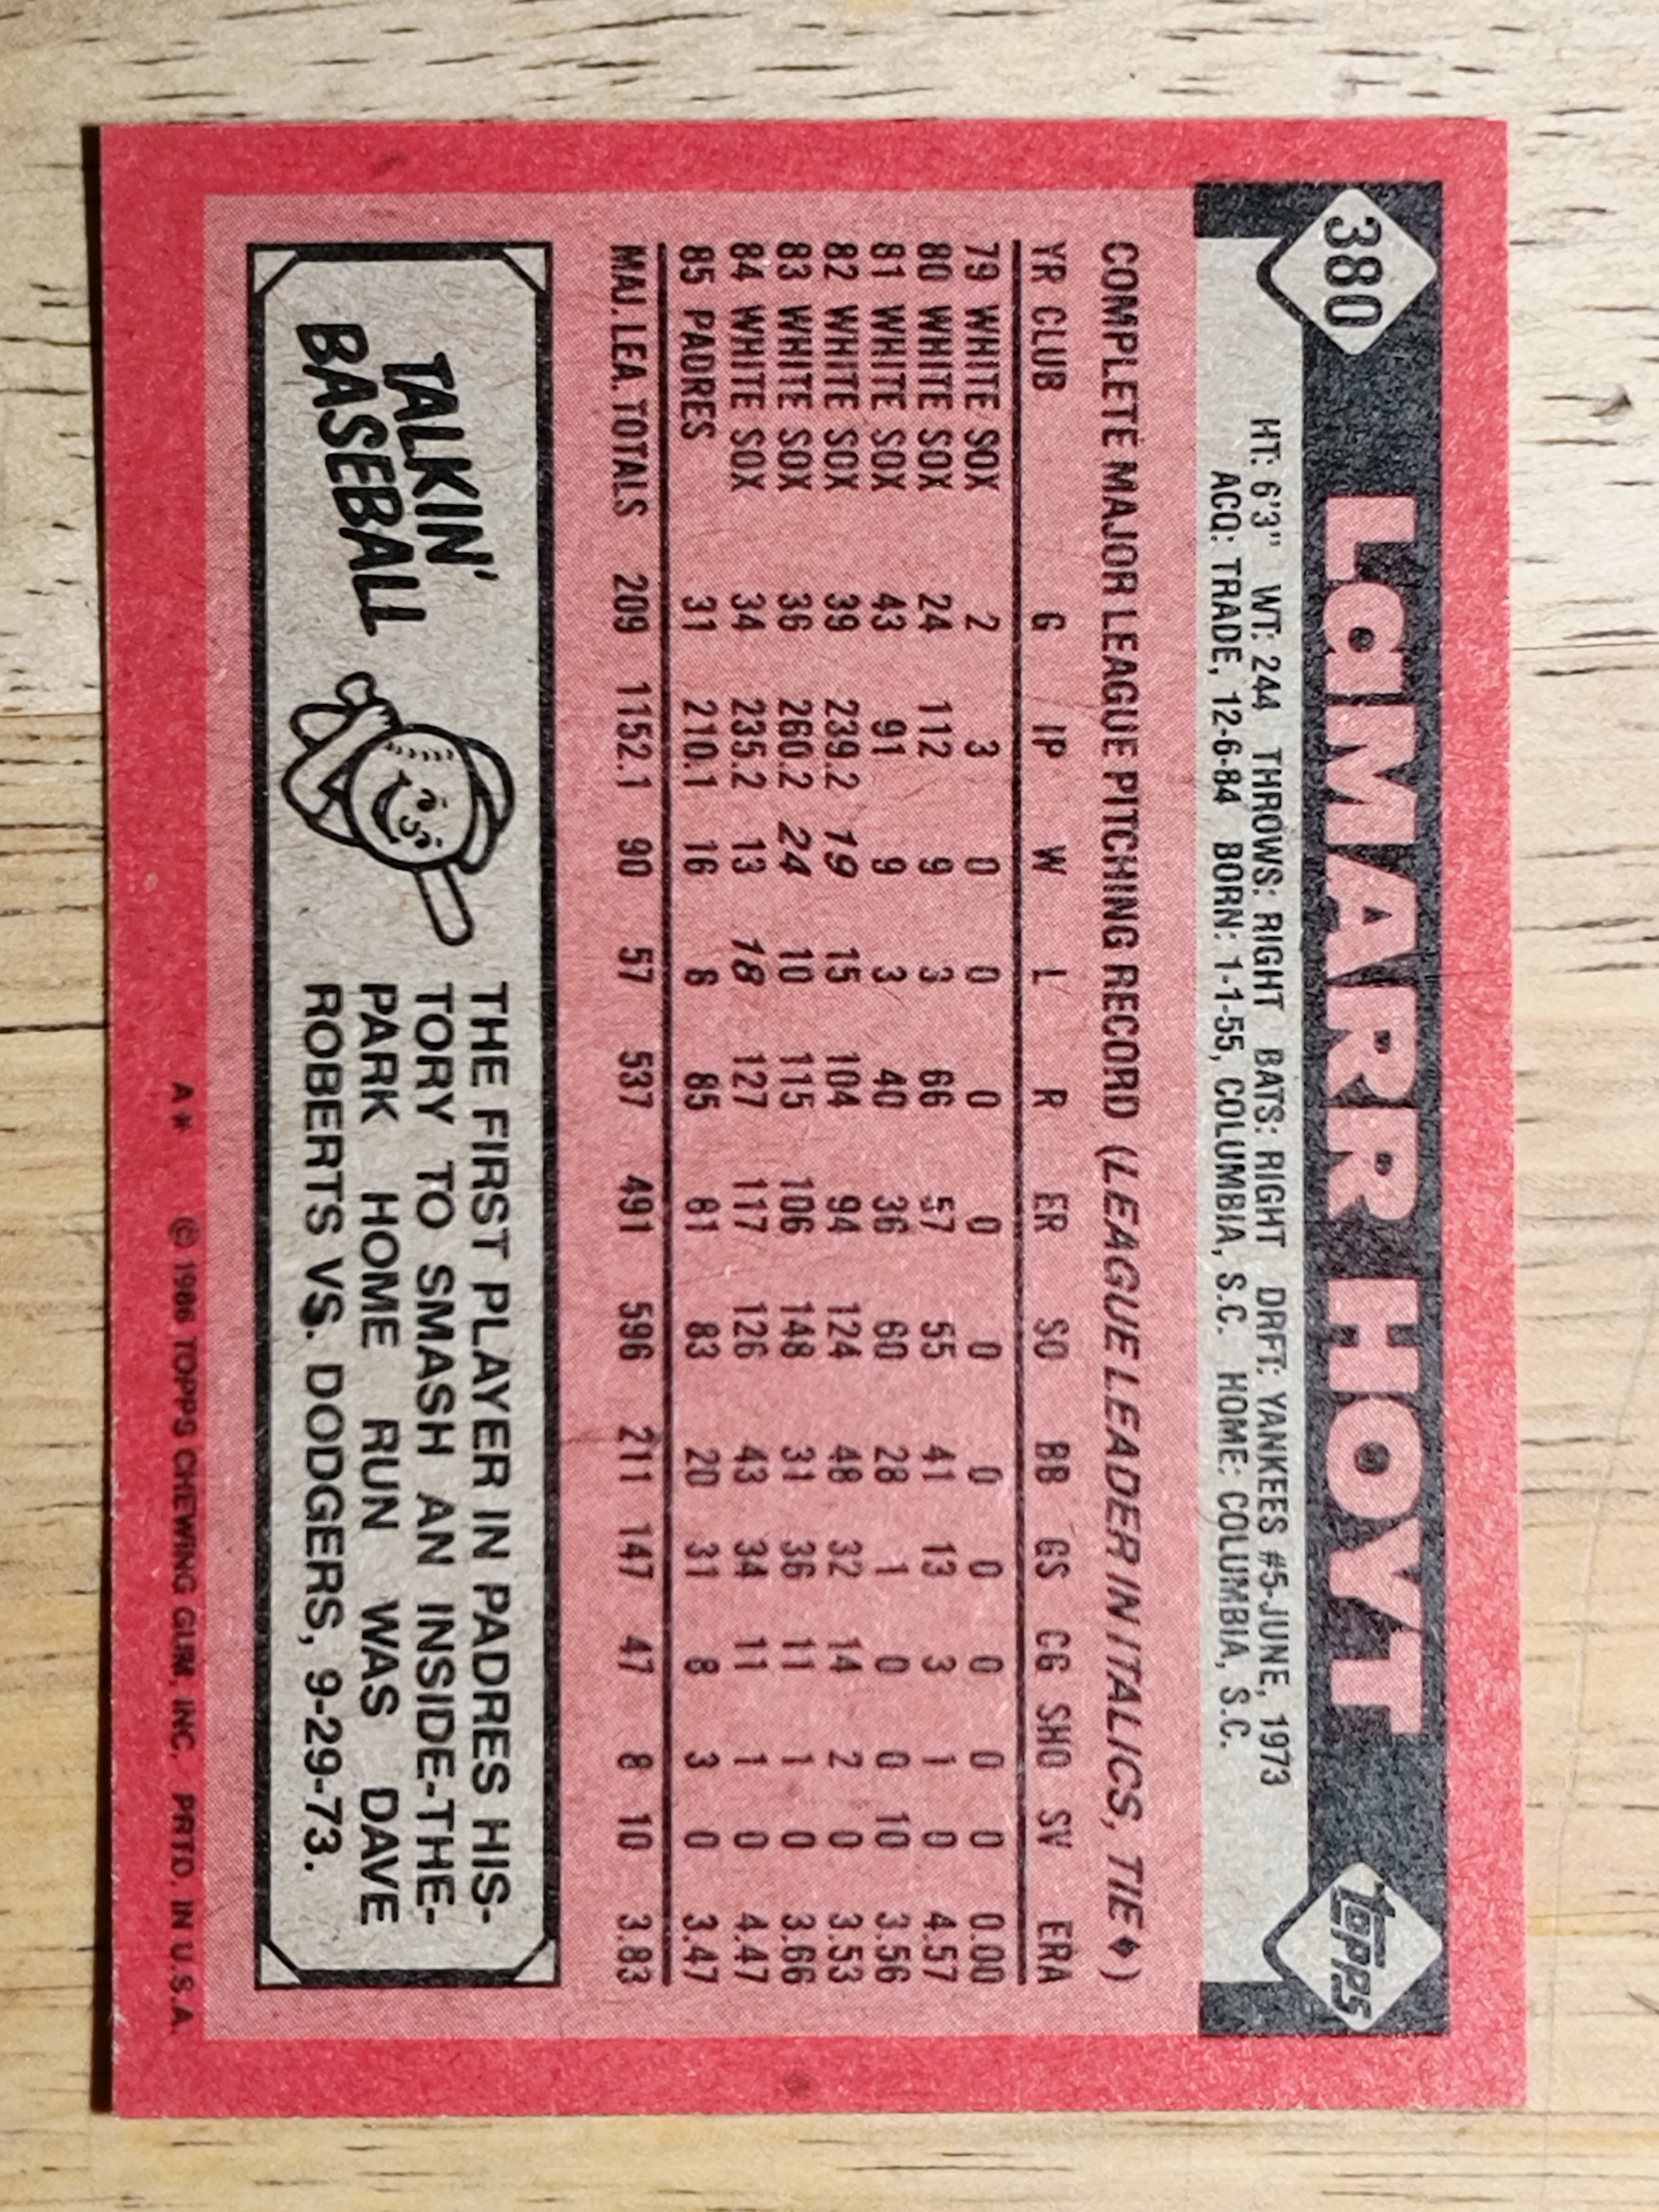 380 LaMARR HOYT topps
HT: 6'3" WT: 244 THROWS: RIGHT BATS: RIGHT DRFT: YANKEES #5-JUNE, 1973
ACQ: TRADE, 12-6-84 BORN: 1-1-55, COLUMBIA, S.C. HOME: COLUMBIA, S.C.
COMPLETE MAJOR LEAGUE PITCHING RECORD (LEAGUE LEADER IN ITALICS, TIE ♦)
YR CLUB G IP W L R ER SO BB GS CG SHO SV ERA
79 WHITE SOX 2 3 0 0 0 0 0 0 0 0 0 0 0.00
80 WHITE SOX 24 112 9 3 66 57 55 41 13 3 1 0 4.57
81 WHITE SOX 43 91 9 3 40 36 60 28 1 0 0 10 3.56
82 WHITE SOX 39 239.2 19 15 104 94 124 48 32 14 2 0 3.53
83 WHITE SOX 36 260.2 24 10 115 106 148 31 36 11 1 0 3.66
84 WHITE SOX 34 235.2 13 18 127 117 126 43 34 11 1 0 4.47
85 PADRES 31 210.1 16 8 85 81 83 20 31 8 3 0 3.47
MAJ. LEA. TOTALS 209 1152.1 90 57 537 491 596 211 147 47 8 10 3.83
TALKIN'
BASEBALL
THE FIRST PLAYER IN PADRES HIS-
TORY TO SMASH AN INSIDE-THE-
PARK HOME RUN WAS DAVE
ROBERTS VS. DODGERS, 9-29-73.
A* © 1986 TOPPS CHEWING GUM, INC. PRTD. IN U.S.A.